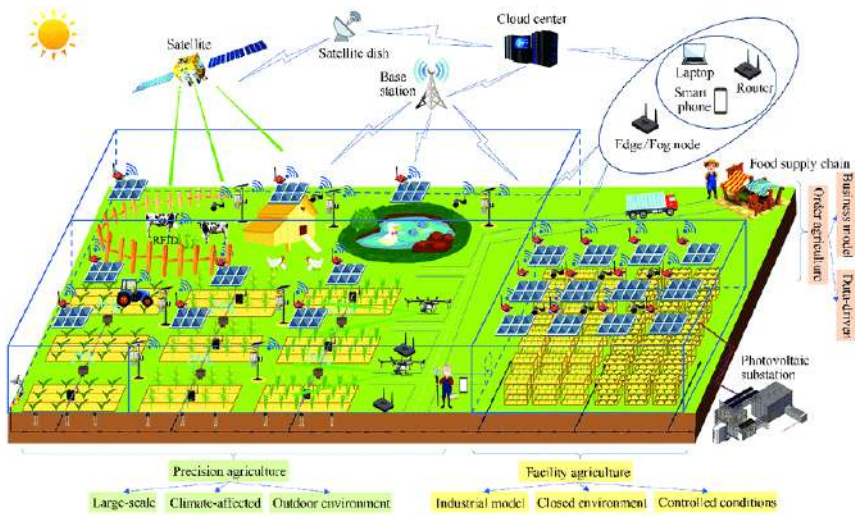 Satellite
Satellite dish
Cloud center
Base
station
Laptop
Router
Smart
phone
Edge/Fog node
Food supply chain
RFID
Order agriculture
Business model
Data-driver
Photovoltaic
substation
Precision agriculture
Facility agriculture
Large-scale
Climate-affected
Outdoor environment
Industrial model
Closed environment
Controlled conditions